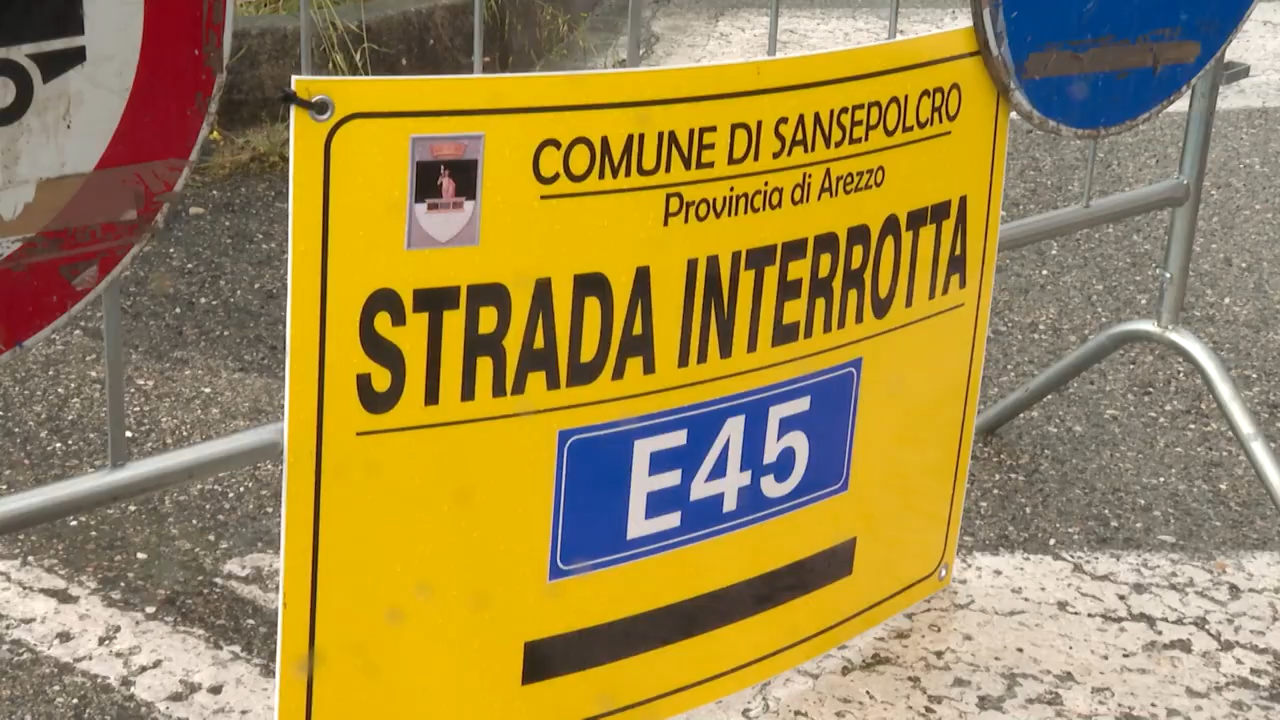 COMUNE DI SANSEPOLCRO
Provincia di Arezzo
STRADA INTERROTTA
E45